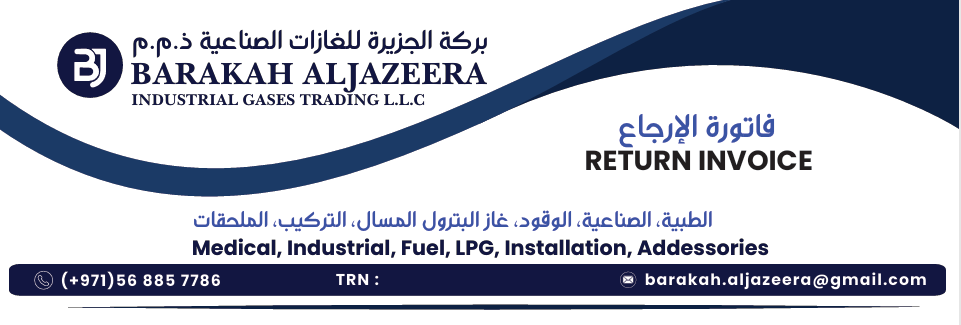 BJ
بركة الجزيرة للغازات الصناعية ذ.م.م
BARAKAH ALJAZEERA
INDUSTRIAL GASES TRADING L.L.C
فاتورة الإرجاع
RETURN INVOICE
الطبية، الصناعية، الوقود، غاز البترول المسال، التركيب، الملحقات
Medical, Industrial, Fuel, LPG, Installation, Addessories
(+971)56 885 7786 TRN : barakah.aljazeera@gmail.com